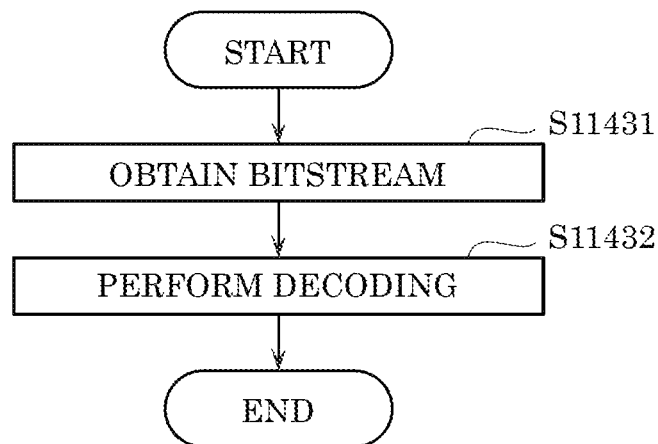 START
S11431
OBTAIN BITSTREAM
S11432
PERFORM DECODING
END